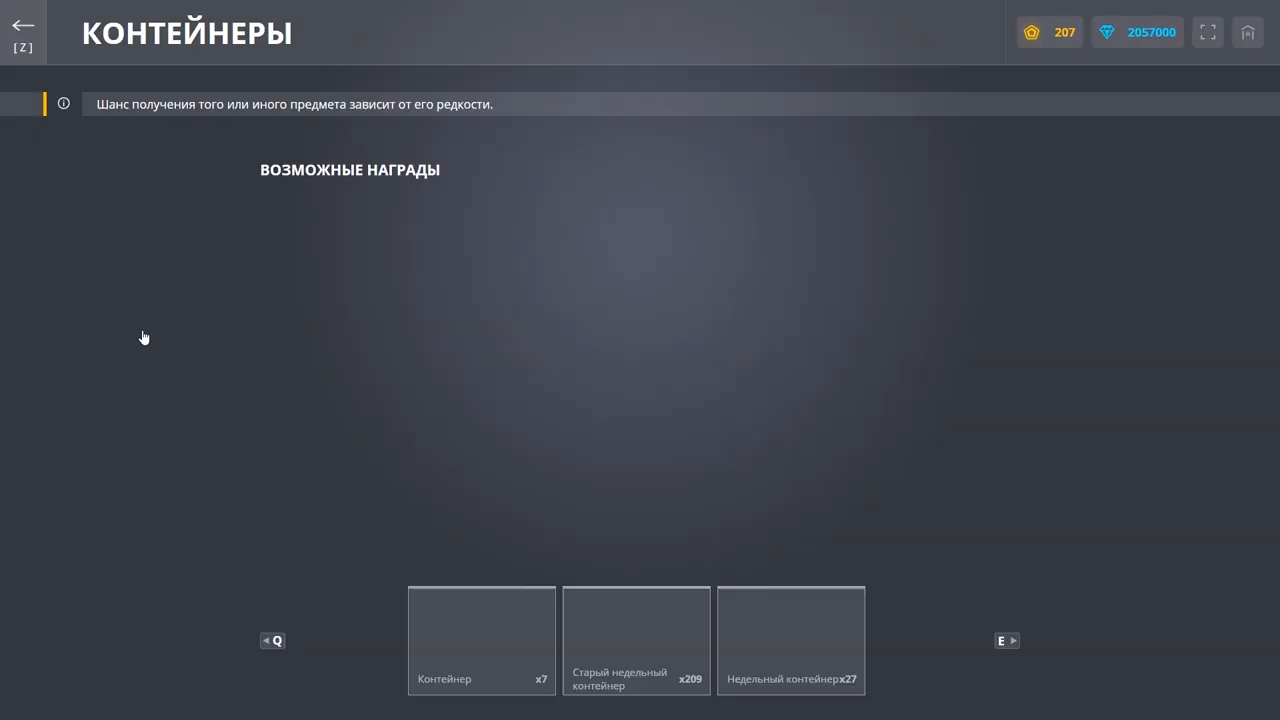 КОНТЕЙНЕРЫ
[Z]
207
2057000
Шанс получения того или иного предмета зависит от его редкости.
ВОЗМОЖНЫЕ НАГРАДЫ
Q
Контейнер x7
Старый недельный
контейнер x209
Недельный контейнер x27
E